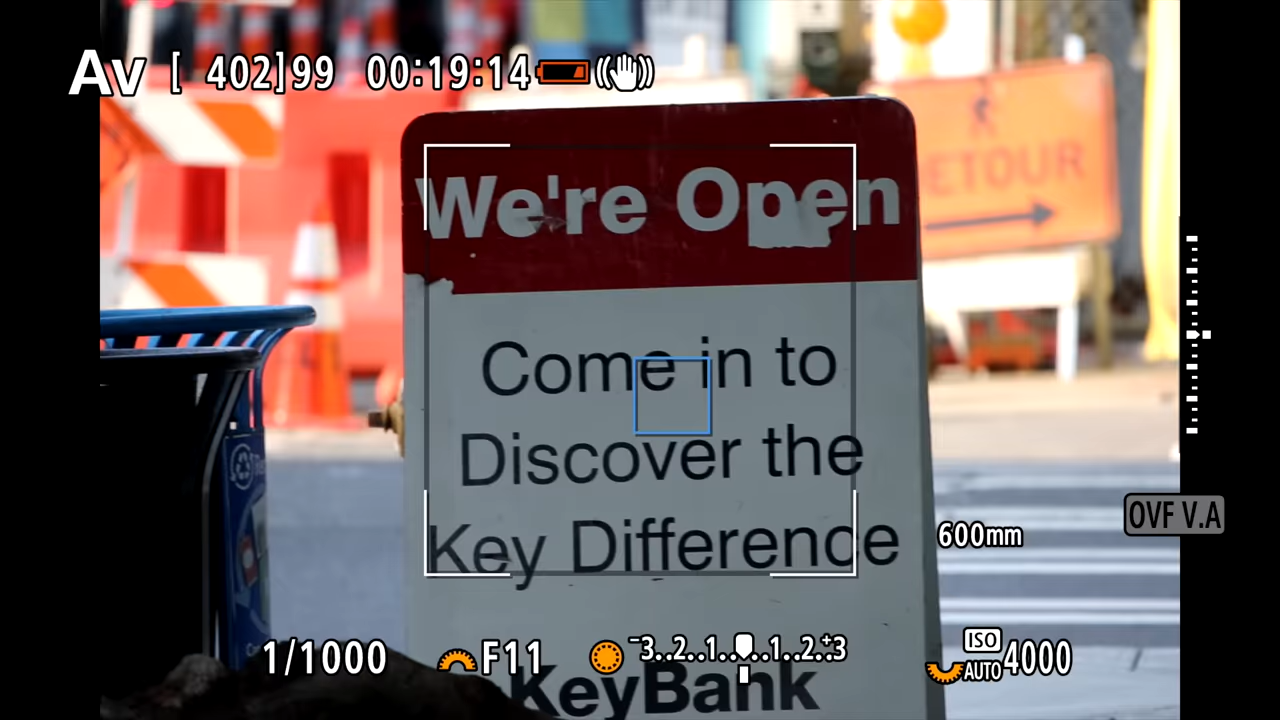 Av [ 402]99 00:19:14
We're Open
DETOUR
Come in to
Discover the
Key Difference
600mm
OVF V.A
1/1000 F11 -3..2..1....1..2..+3 ISO AUTO 4000
KeyBank